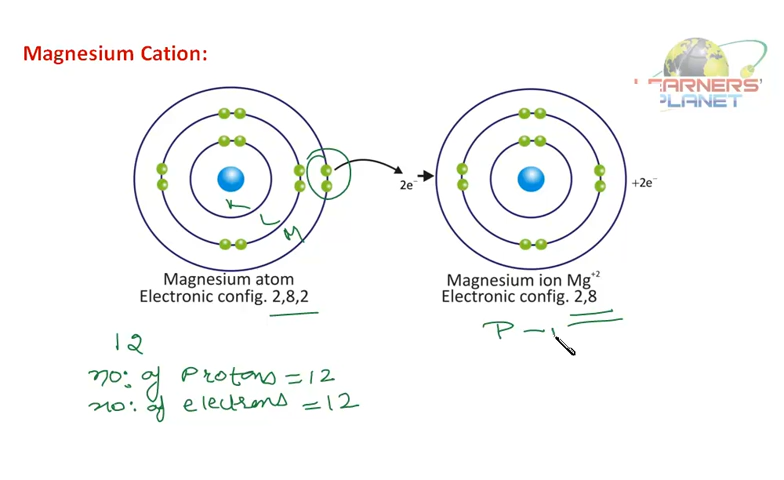 Magnesium Cation:
LEARNERS'
PLANET
K L M
2e⁻
+2e⁻
Magnesium atom
Electronic config. 2,8,2
Magnesium ion Mg⁺²
Electronic config. 2,8
12
no: of Protons = 12
no: of electrons = 12
P –